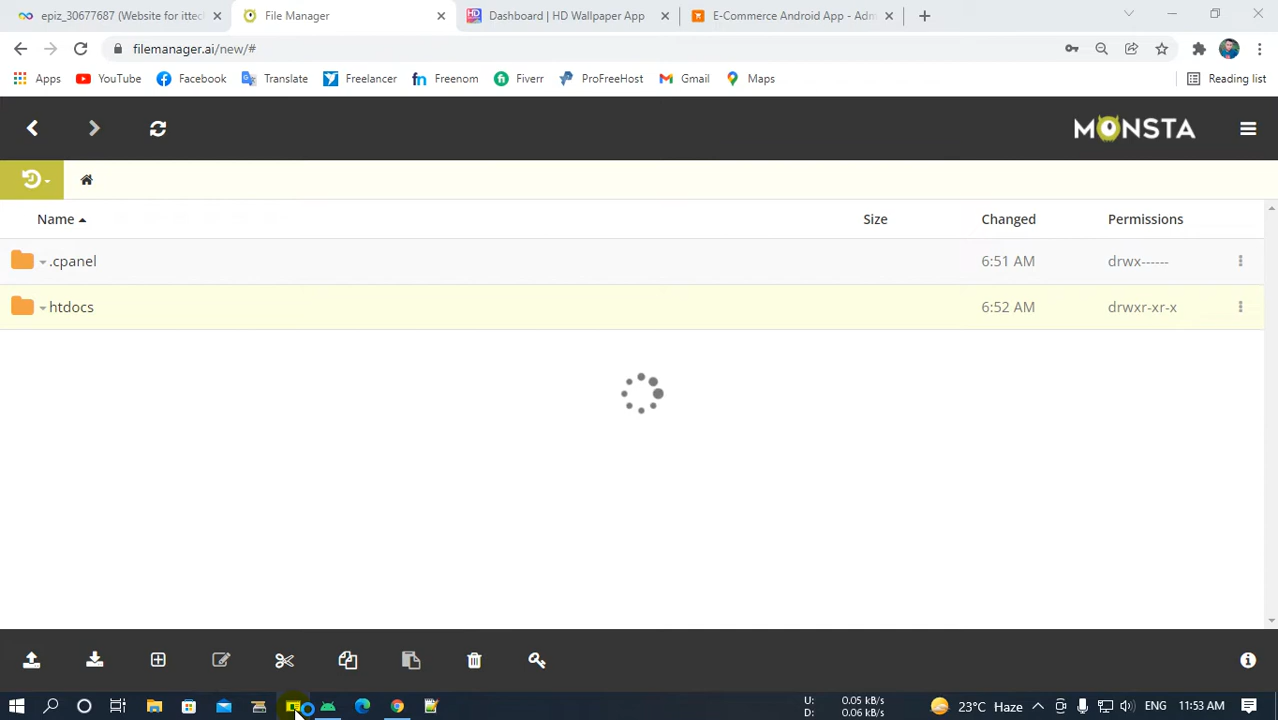 epiz_30677687 (Website for ittec
File Manager
Dashboard | HD Wallpaper App
E-Commerce Android App - Adm
filemanager.ai/new/#
Apps YouTube Facebook Translate Freelancer Freenom Fiverr ProFreeHost Gmail Maps Reading list
MONSTA
Name Size Changed Permissions
.cpanel 6:51 AM drwx------
htdocs 6:52 AM drwxr-xr-x
U: 0.05 kB/s
D: 0.06 kB/s
23°C Haze ENG 11:53 AM